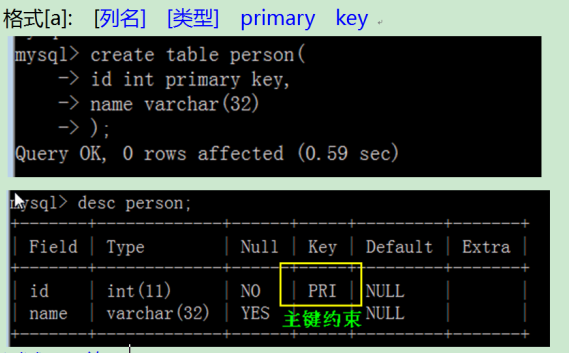 格式[a]: [列名] [类型] primary key
mysql> create table person(
-> id int primary key,
-> name varchar(32)
-> );
Query OK, 0 rows affected (0.59 sec)
mysql> desc person;
+-------+-------------+------+-----+---------+-------+
| Field | Type | Null | Key | Default | Extra |
+-------+-------------+------+-----+---------+-------+
| id | int(11) | NO | PRI | NULL | |
| name | varchar(32) | YES | | NULL | |
主键约束
+-------+-------------+------+-----+---------+-------+